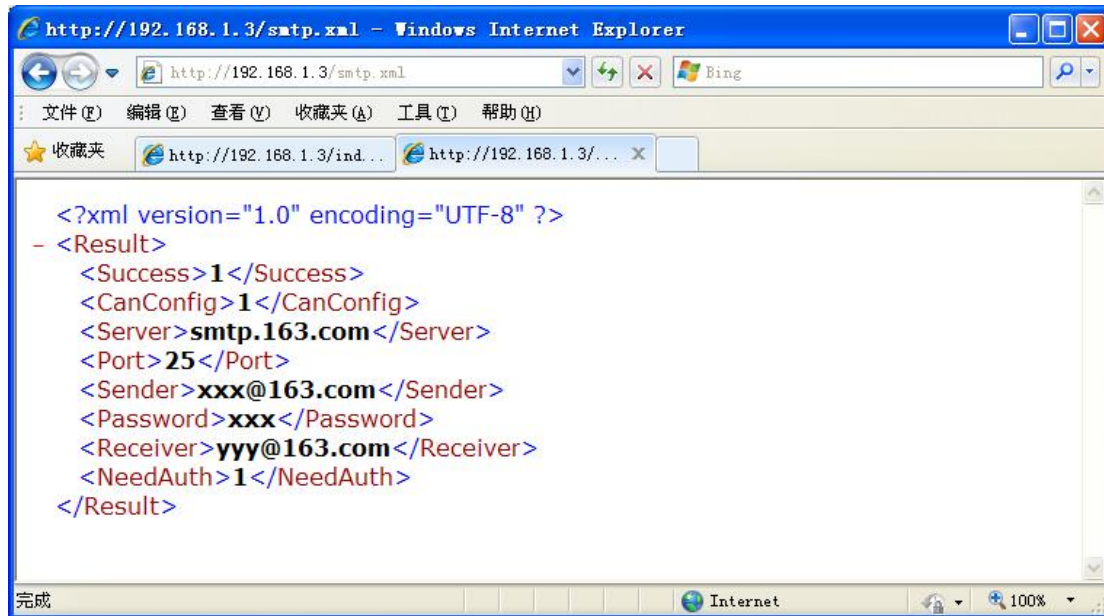 http://192.168.1.3/smtp.xml - Windows Internet Explorer
http://192.168.1.3/smtp.xml Bing
文件(F) 编辑(E) 查看(V) 收藏夹(A) 工具(T) 帮助(H)
收藏夹 http://192.168.1.3/ind... http://192.168.1.3/... X
<?xml version="1.0" encoding="UTF-8" ?>
- <Result>
<Success>1</Success>
<CanConfig>1</CanConfig>
<Server>smtp.163.com</Server>
<Port>25</Port>
<Sender>xxx@163.com</Sender>
<Password>xxx</Password>
<Receiver>yyy@163.com</Receiver>
<NeedAuth>1</NeedAuth>
</Result>
完成 Internet 100%